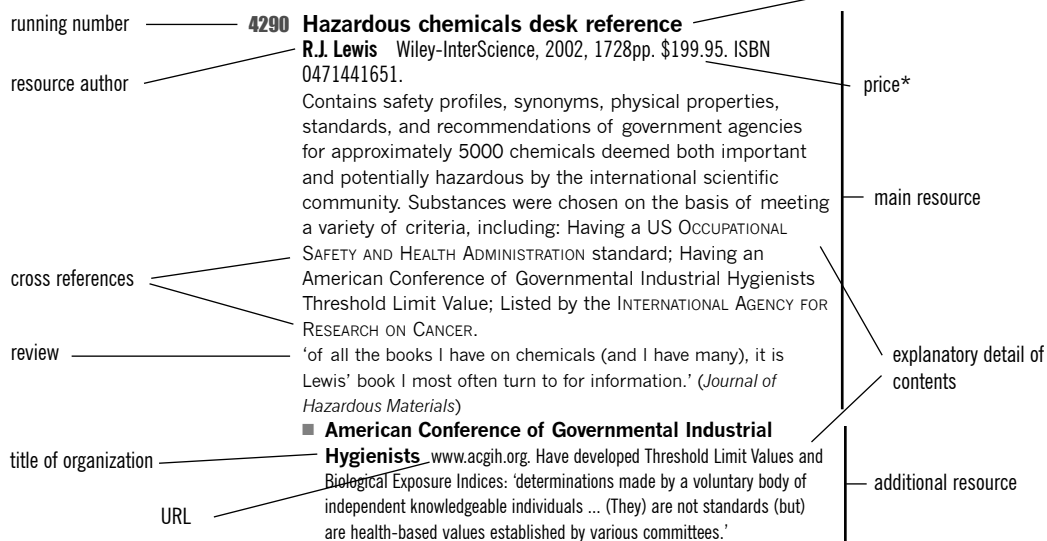 running number
4290 Hazardous chemicals desk reference
R.J. Lewis Wiley-InterScience, 2002, 1728pp. $199.95. ISBN
0471441651.
resource author
price*
Contains safety profiles, synonyms, physical properties,
standards, and recommendations of government agencies
for approximately 5000 chemicals deemed both important
and potentially hazardous by the international scientific
community. Substances were chosen on the basis of meeting
a variety of criteria, including: Having a US OCCUPATIONAL
SAFETY AND HEALTH ADMINISTRATION standard; Having an
American Conference of Governmental Industrial Hygienists
Threshold Limit Value; Listed by the INTERNATIONAL AGENCY FOR
RESEARCH ON CANCER.
main resource
cross references
review
'of all the books I have on chemicals (and I have many), it is
Lewis' book I most often turn to for information.' (Journal of
Hazardous Materials)
explanatory detail of
contents
■ American Conference of Governmental Industrial
Hygienists www.acgih.org. Have developed Threshold Limit Values and
Biological Exposure Indices: 'determinations made by a voluntary body of
independent knowledgeable individuals ... (They) are not standards (but)
are health-based values established by various committees.'
title of organization
URL
additional resource